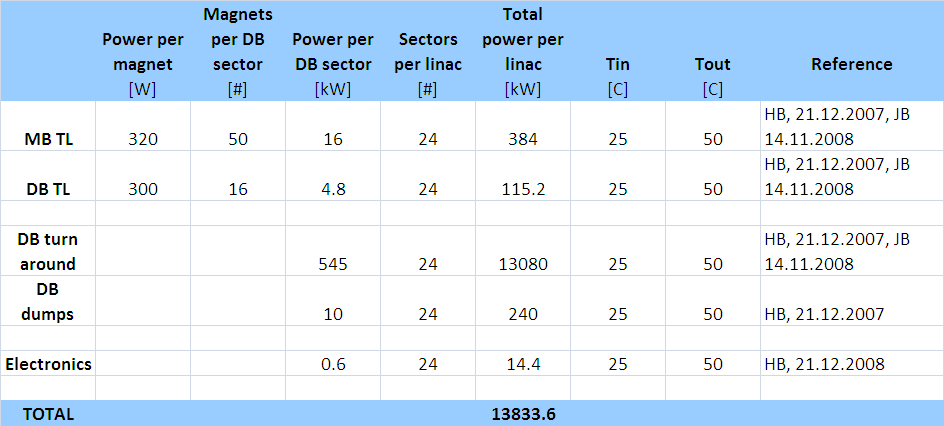 Power per magnet [W] Magnets per DB sector [#] Power per DB sector [kW] Sectors per linac [#] Total power per linac [kW] Tin [C] Tout [C] Reference
MB TL 320 50 16 24 384 25 50 HB, 21.12.2007, JB 14.11.2008
DB TL 300 16 4.8 24 115.2 25 50 HB, 21.12.2007, JB 14.11.2008
DB turn around 545 24 13080 25 50 HB, 21.12.2007, JB 14.11.2008
DB dumps 10 24 240 25 50 HB, 21.12.2007
Electronics 0.6 24 14.4 25 50 HB, 21.12.2008
TOTAL 13833.6